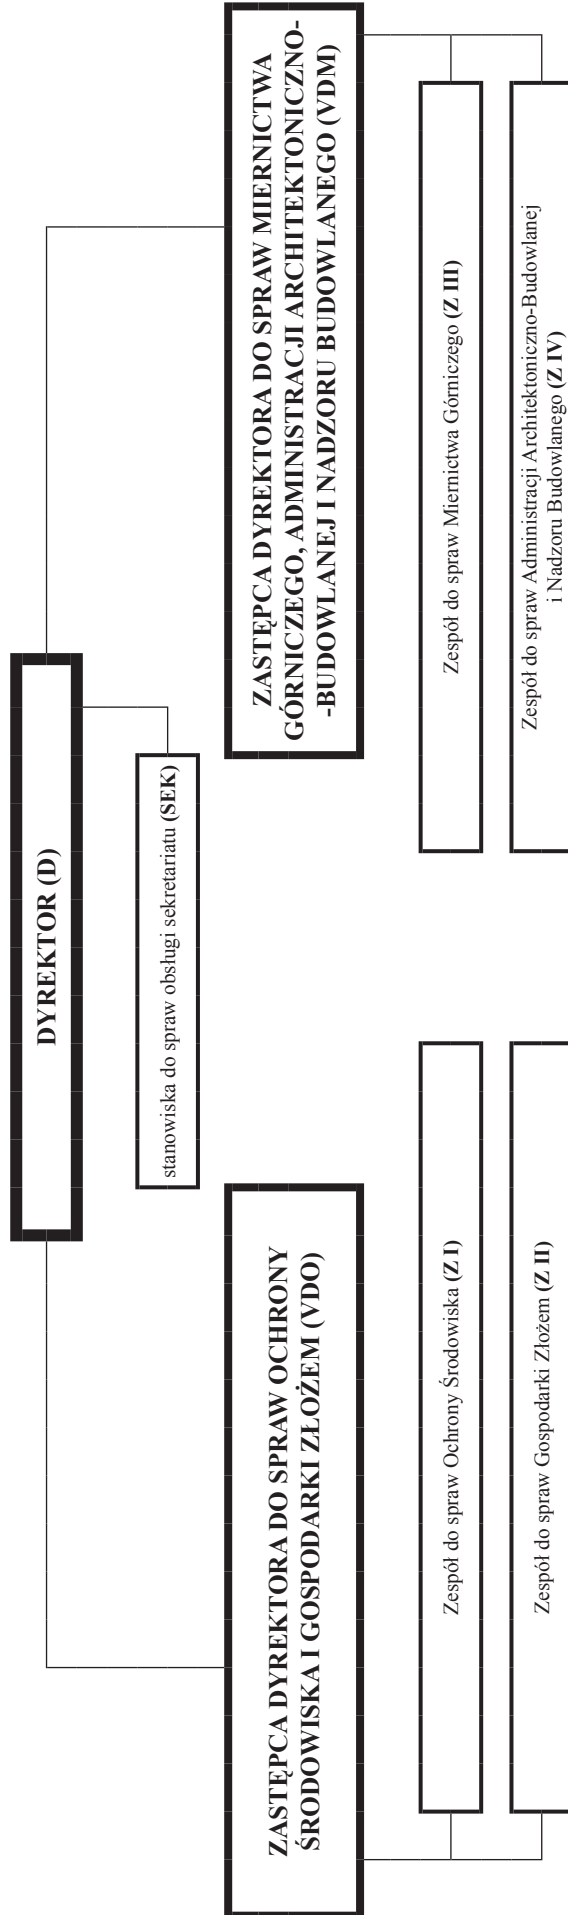 DYREKTOR (D)
stanowiska do spraw obsługi sekretariatu (SEK)
ZASTĘPCA DYREKTORA DO SPRAW OCHRONY
ŚRODOWISKA I GOSPODARKI ZŁOŻEM (VDO)
Zespół do spraw Ochrony Środowiska (Z I)
Zespół do spraw Gospodarki Złożem (Z II)
ZASTĘPCA DYREKTORA DO SPRAW MIERNICTWA
GÓRNICZEGO, ADMINISTRACJI ARCHITEKTONICZNO-
-BUDOWLANEJ I NADZORU BUDOWLANEGO (VDM)
Zespół do spraw Miernictwa Górniczego (Z III)
Zespół do spraw Administracji Architektoniczno-Budowlanej
i Nadzoru Budowlanego (Z IV)